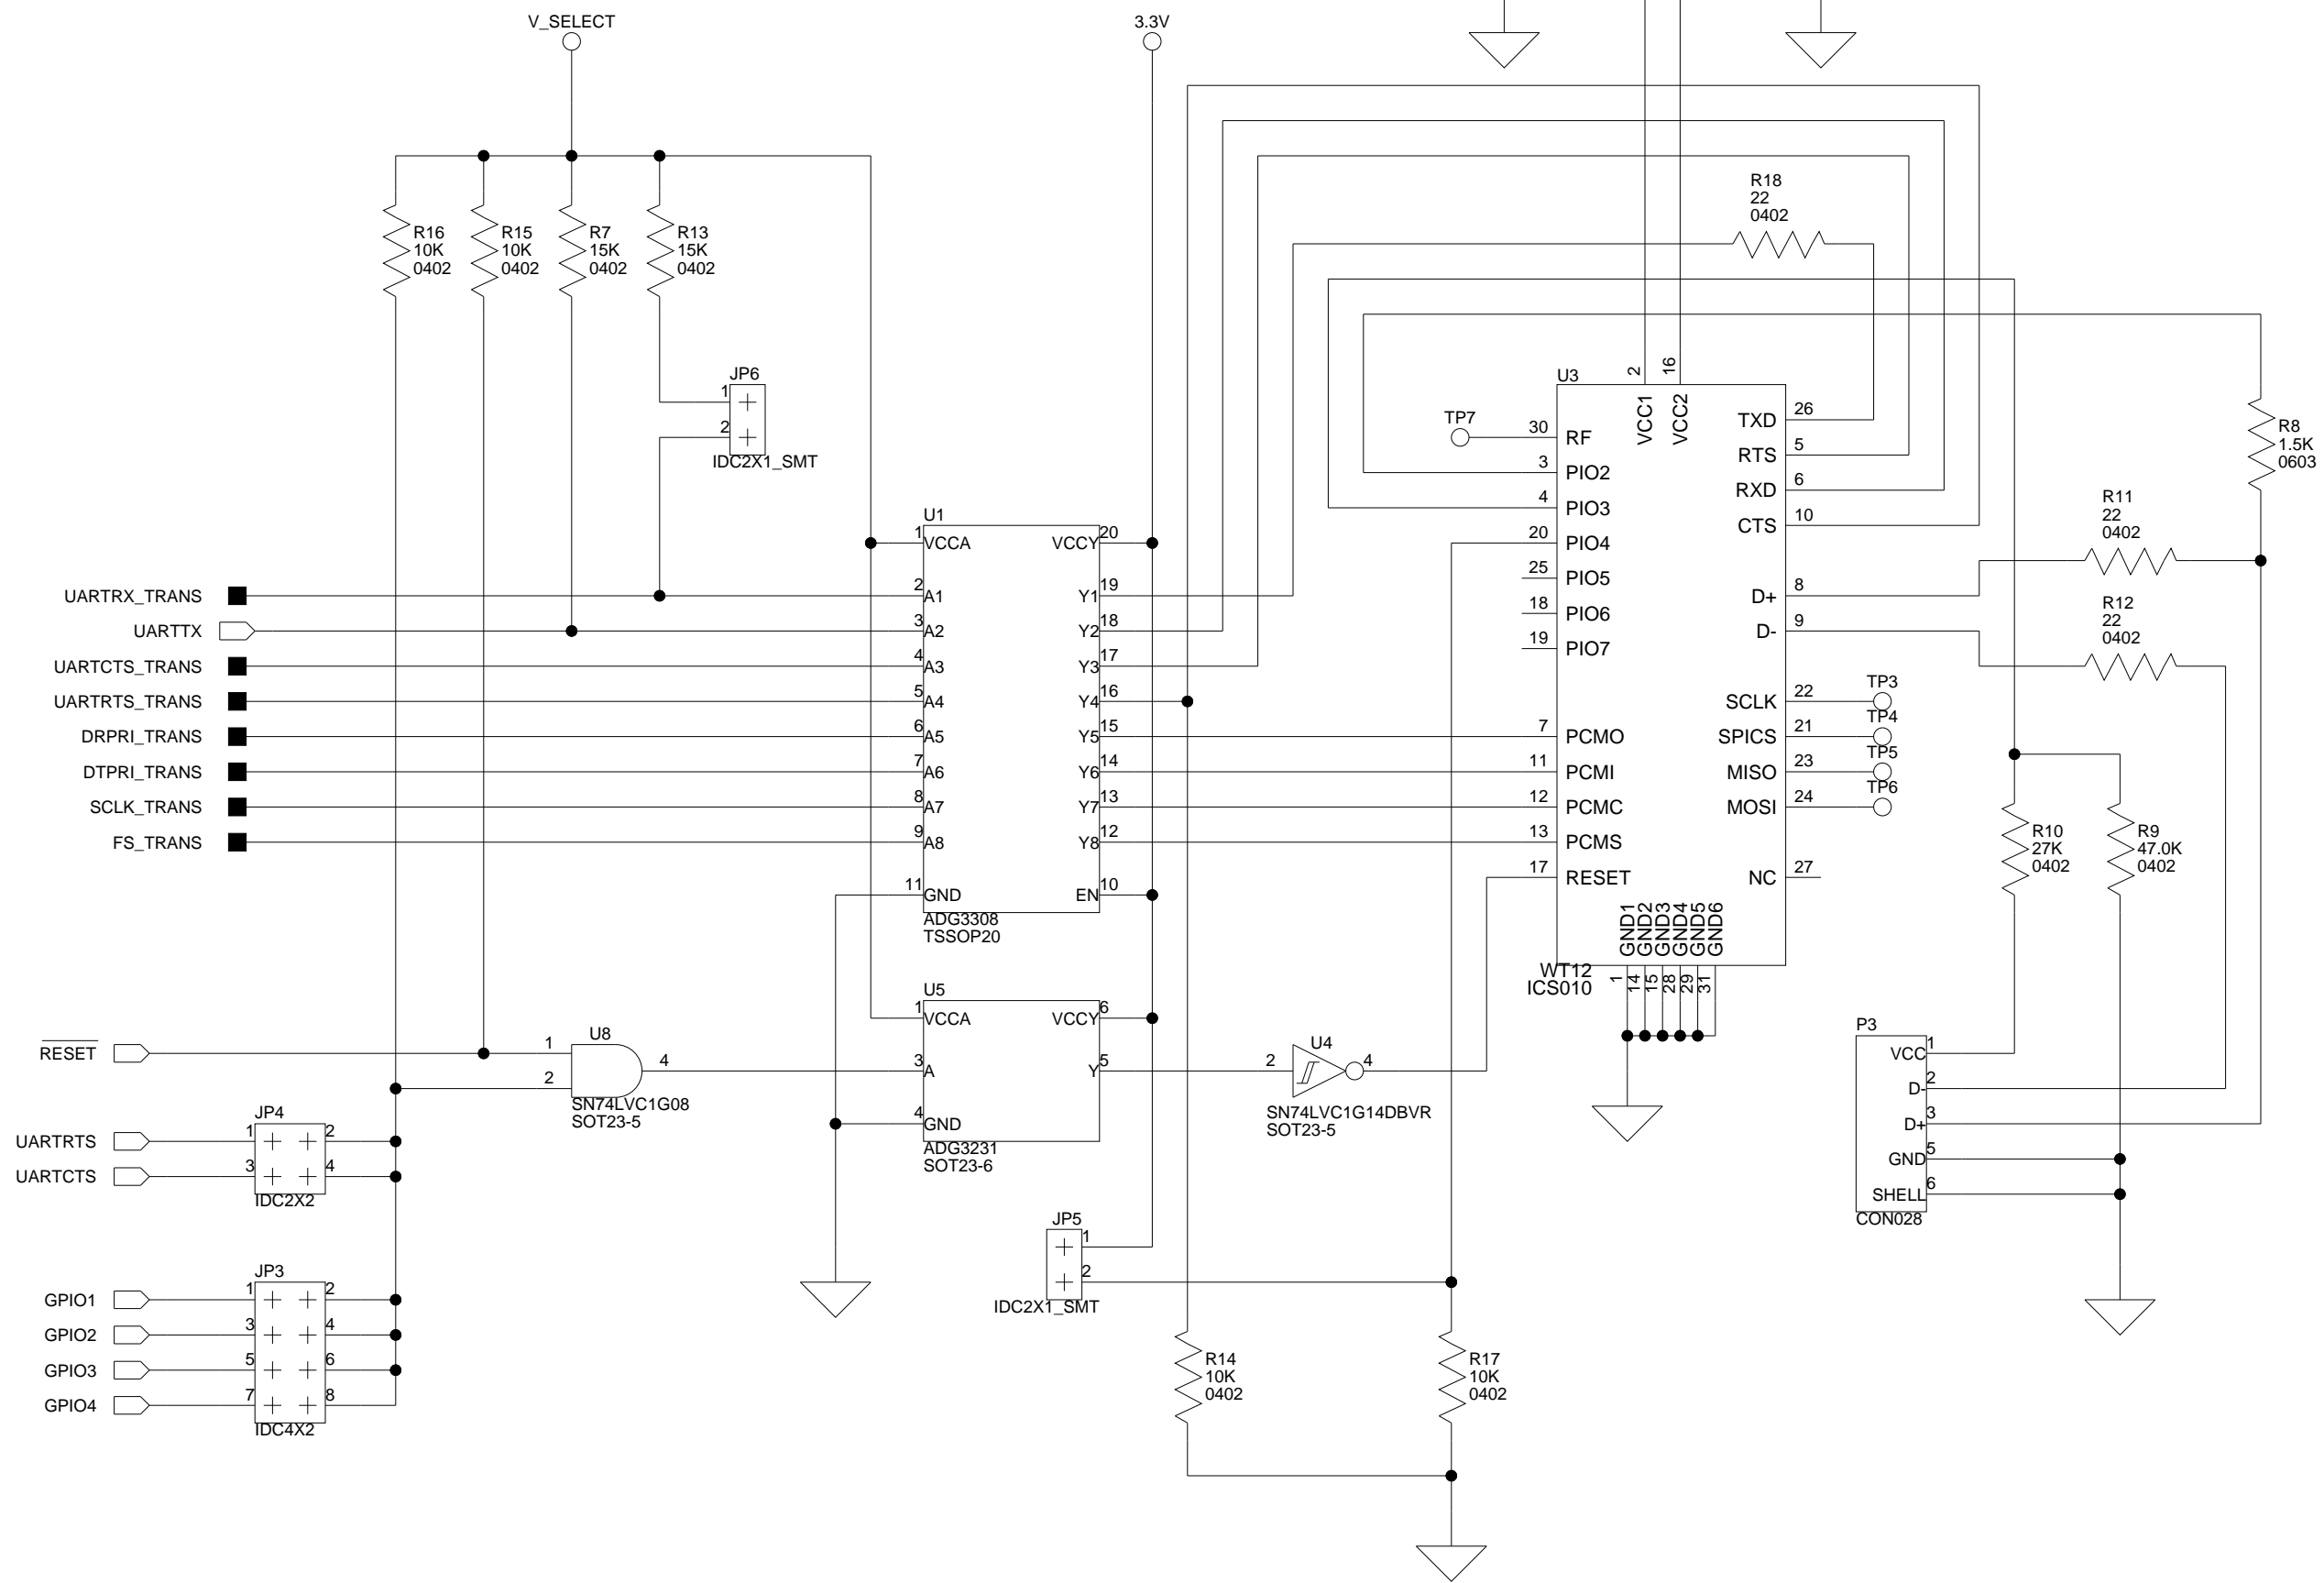 V_SELECT
3.3V
R18
22
0402
R16
10K
0402
R15
10K
0402
R7
15K
0402
R13
15K
0402
JP6
1
2
IDC2X1_SMT
U3
2
16
VCC1
VCC2
TP7
30
RF
3
PIO2
4
PIO3
20
PIO4
25
PIO5
18
PIO6
19
PIO7
7
PCMO
11
PCMI
12
PCMC
13
PCMS
17
RESET
TXD
26
RTS
5
RXD
6
CTS
10
D+
8
D-
9
SCLK
22
TP3
SPICS
21
TP4
MISO
23
TP5
MOSI
24
TP6
NC
27
GND1
GND2
GND3
GND4
GND5
GND6
1
14
15
28
29
31
WT12
ICS010
R8
1.5K
0603
R11
22
0402
R12
22
0402
R10
27K
0402
R9
47.0K
0402
U1
1
VCCA
VCCY
20
UARTRX_TRANS
2
A1
Y1
19
UARTTX
3
A2
Y2
18
UARTCTS_TRANS
4
A3
Y3
17
UARTRTS_TRANS
5
A4
Y4
16
DRPRI_TRANS
6
A5
Y5
15
DTPRI_TRANS
7
A6
Y6
14
SCLK_TRANS
8
A7
Y7
13
FS_TRANS
9
A8
Y8
12
11
GND
EN
10
ADG3308
TSSOP20
U5
1
VCCA
VCCY
6
3
A
Y
5
4
GND
ADG3231
SOT23-6
RESET
1
2
U8
4
SN74LVC1G08
SOT23-5
2
U4
4
SN74LVC1G14DBVR
SOT23-5
P3
VCC
1
D-
2
D+
3
GND
5
SHELL
6
CON028
JP4
UARTRTS
1
2
UARTCTS
3
4
IDC2X2
JP5
1
2
IDC2X1_SMT
JP3
GPIO1
1
2
GPIO2
3
4
GPIO3
5
6
GPIO4
7
8
IDC4X2
R14
10K
0402
R17
10K
0402